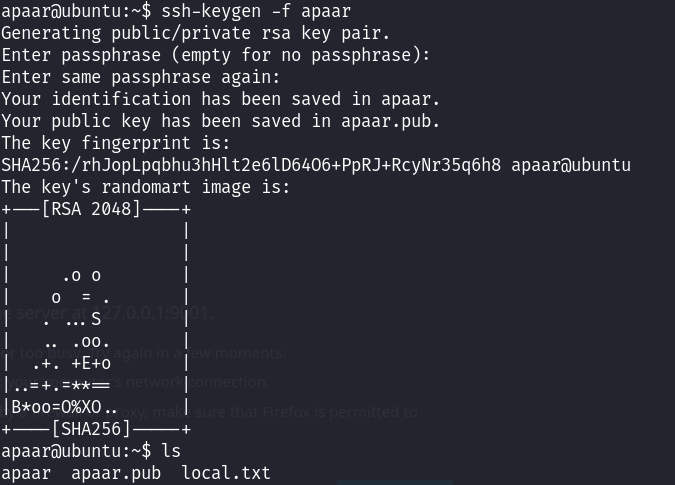 apaar@ubuntu:~$ ssh-keygen -f apaar
Generating public/private rsa key pair.
Enter passphrase (empty for no passphrase):
Enter same passphrase again:
Your identification has been saved in apaar.
Your public key has been saved in apaar.pub.
The key fingerprint is:
SHA256:/rhJopLpqbhu3hHlt2e6lD64O6+PpRJ+RcyNr35q6h8 apaar@ubuntu
The key's randomart image is:
+---[RSA 2048]----+
|                 |
|                 |
|     .o o        |
|    o  = .       |
e server at 127.0.0.1:9001.
|   . ...S        |
|    .. .oo.      |
or too busy. Try again in a few moments.
|  .+. +E+o       |
|..=+.=**==       |
network connection.
|B*oo=O%XO..      |
proxy, make sure that Firefox is permitted to
+----[SHA256]-----+
apaar@ubuntu:~$ ls
apaar  apaar.pub  local.txt